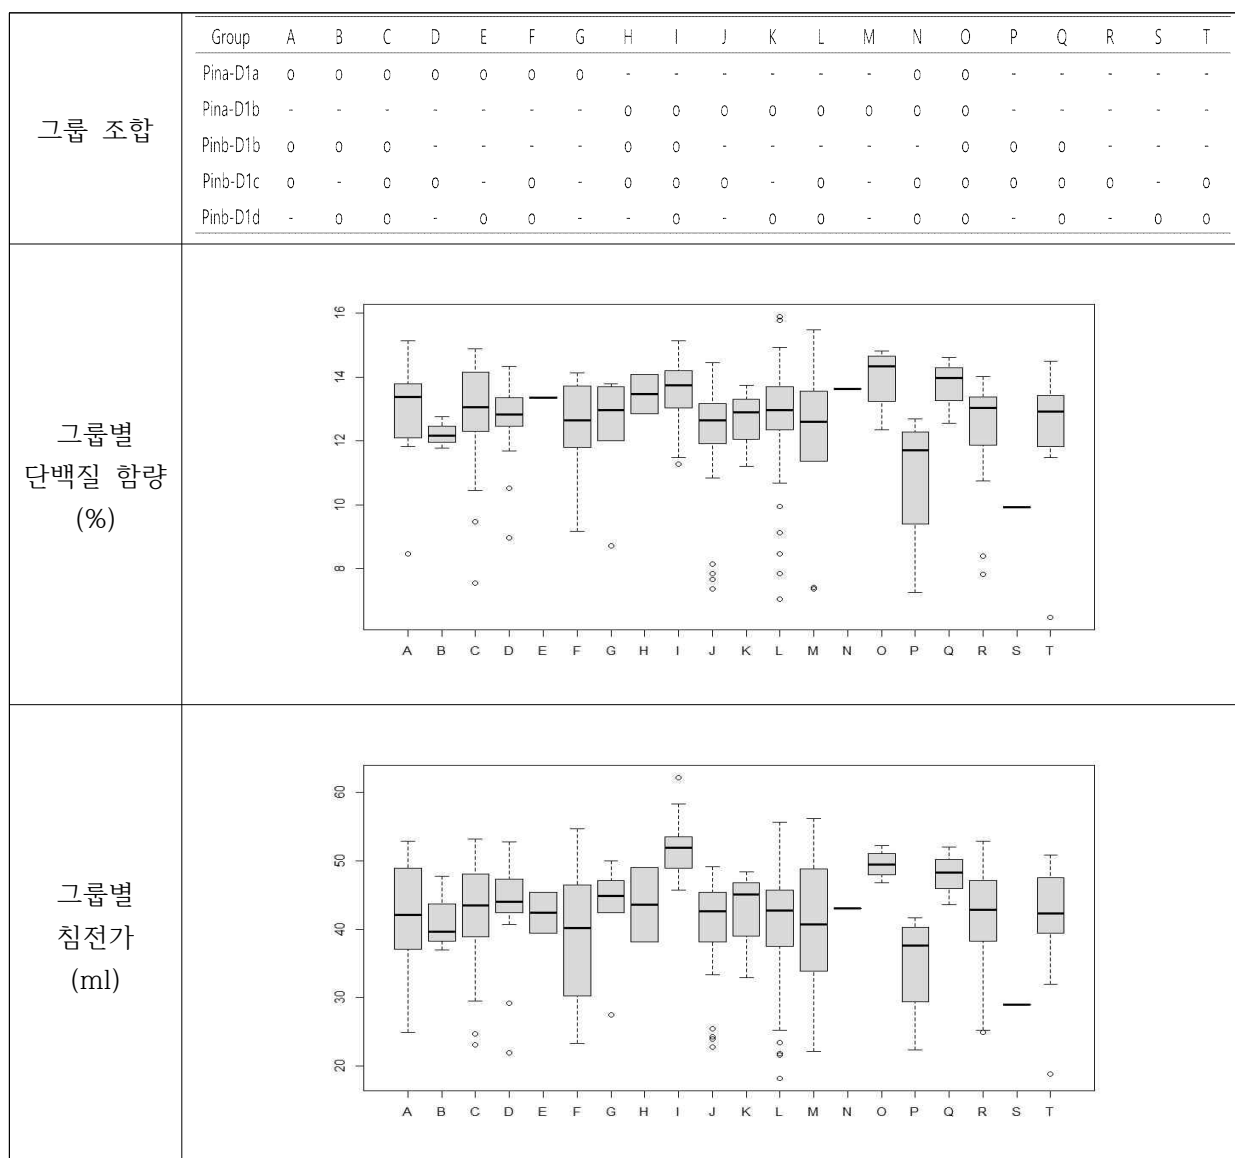 Group A B C D E F G H I J K L M N O P Q R S T
Pina-D1a o o o o o o o - - - - - - o o - - - - -
Pina-D1b - - - - - - - o o o o o o o o - - - - -
그룹 조합
Pinb-D1b o o o - - - - o o - - - - - o o o - - -
Pinb-D1c o - o o - o - o o o - o - o o o o o - o
Pinb-D1d - o o - o o - - o - o o - o o - o - o o
그룹별
단백질 함량
(%)
16
14
12
10
8
A B C D E F G H I J K L M N O P Q R S T
그룹별
침전가
(ml)
60
50
40
30
20
A B C D E F G H I J K L M N O P Q R S T